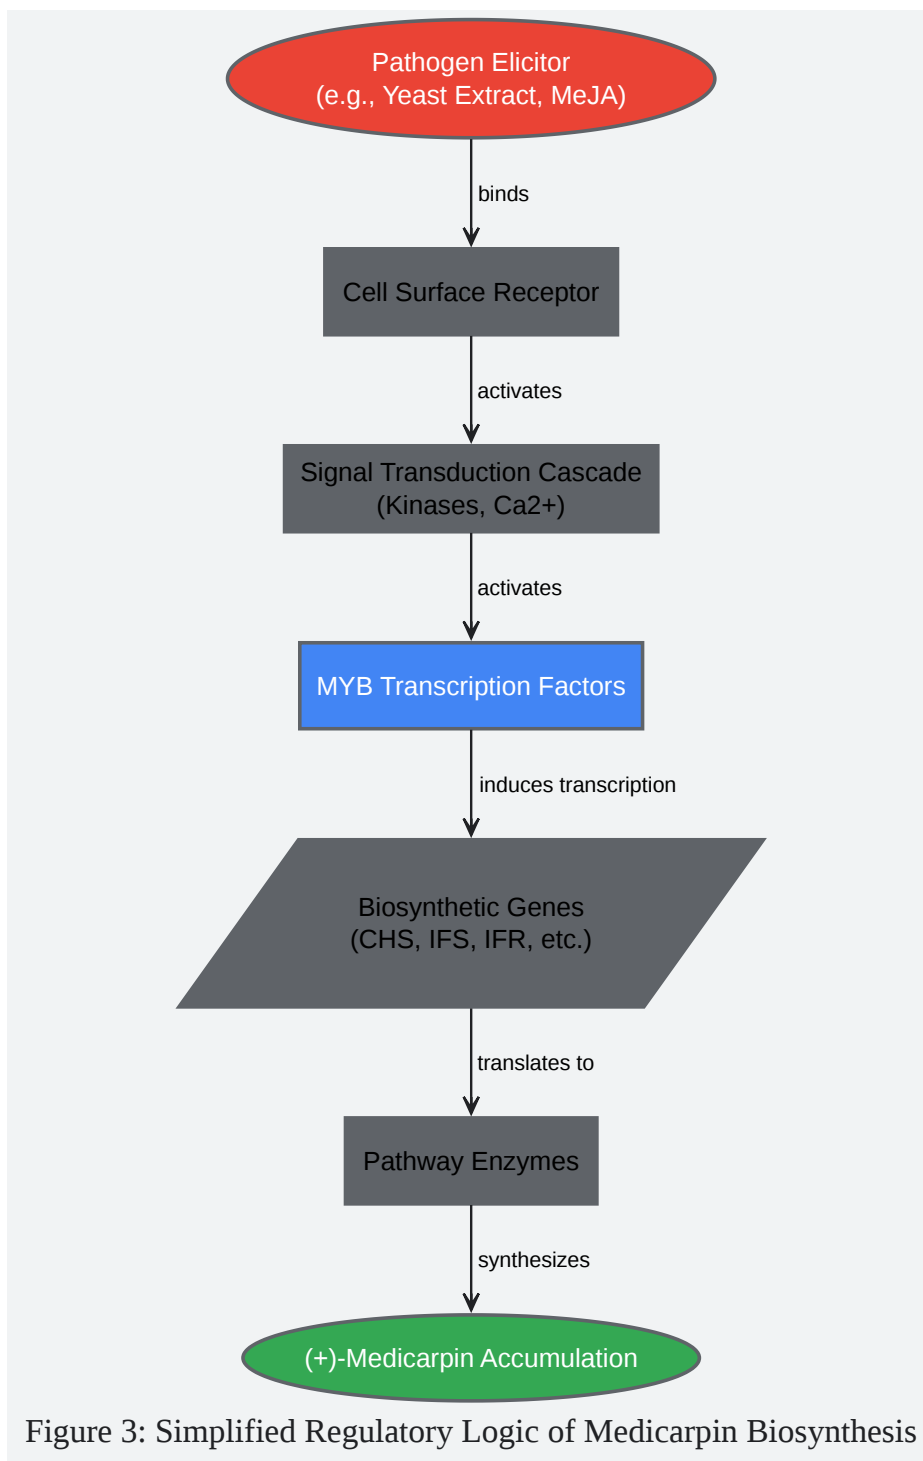 Pathogen Elicitor
(e.g., Yeast Extract, MeJA)
binds
Cell Surface Receptor
activates
Signal Transduction Cascade
(Kinases, Ca2+)
activates
MYB Transcription Factors
induces transcription
Biosynthetic Genes
(CHS, IFS, IFR, etc.)
translates to
Pathway Enzymes
synthesizes
(+)-Medicarpin Accumulation
Figure 3: Simplified Regulatory Logic of Medicarpin Biosynthesis